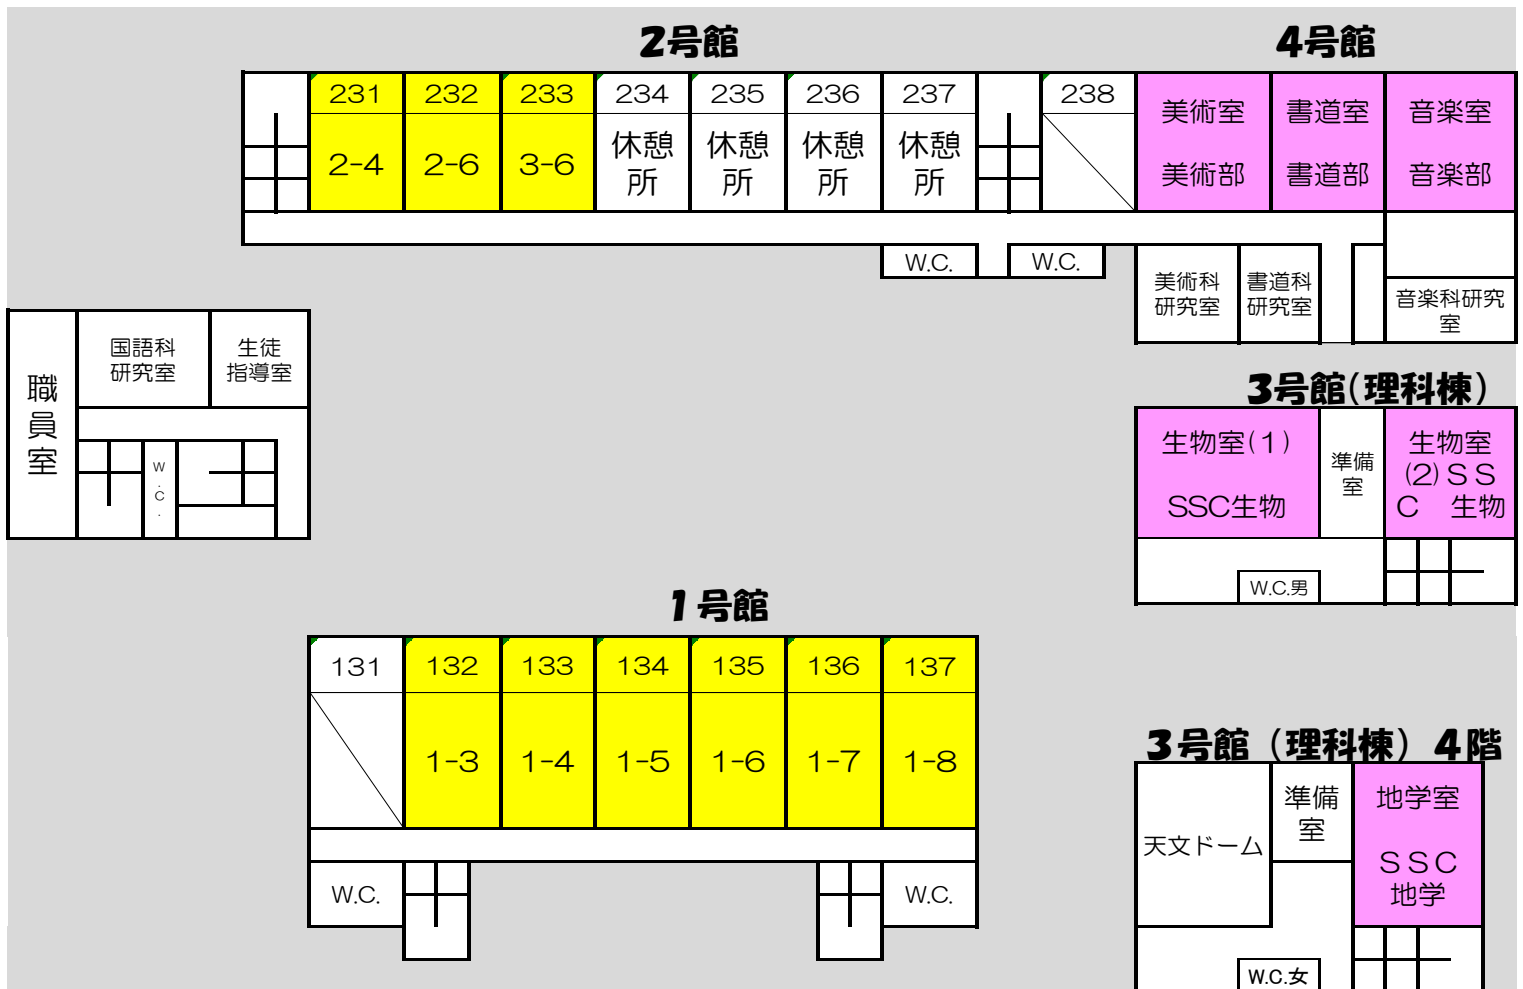 2号館
4号館
231 232 233 234 235 236 237 238
2-4 2-6 3-6 休憩所 休憩所 休憩所 休憩所
美術室
美術部
書道室
書道部
音楽室
音楽部
W.C.
W.C.
美術科
研究室
書道科
研究室
音楽科研究
室
職員室
国語科
研究室
生徒
指導室
W.C.
3号館(理科棟)
生物室(1)
SSC生物
準備
室
生物室
(2)ＳＳ
Ｃ　生物
W.C.男
1号館
131 132 133 134 135 136 137
1-3 1-4 1-5 1-6 1-7 1-8
W.C.
W.C.
3号館（理科棟）4階
天文ドーム
準備
室
地学室
ＳＳＣ
地学
W.C.女